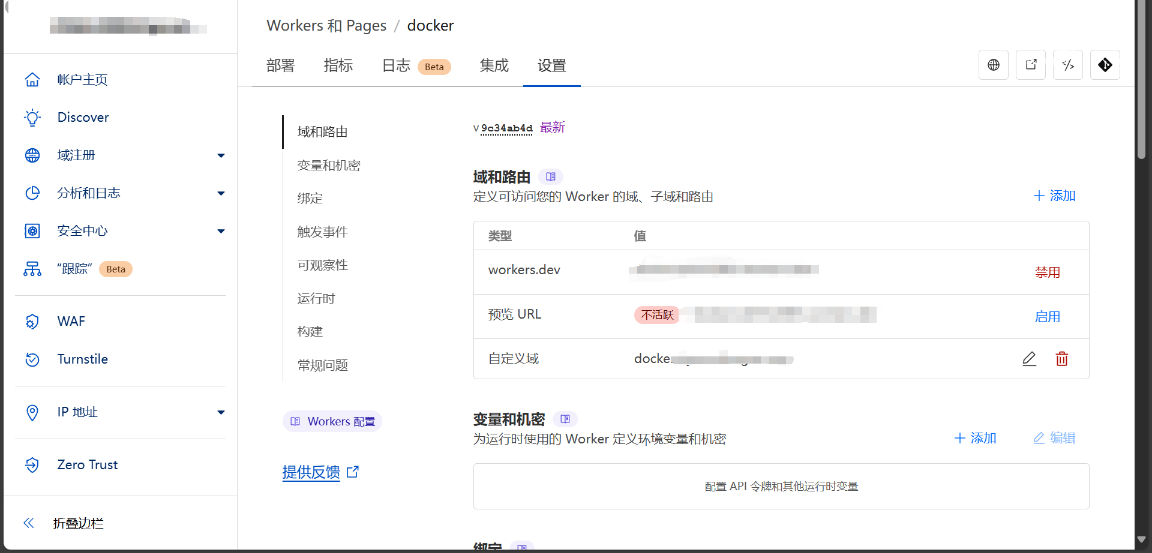 Workers 和 Pages / docker
部署 指标 日志 Beta 集成 设置
帐户主页
Discover
域注册
分析和日志
安全中心
“跟踪” Beta
WAF
Turnstile
IP 地址
Zero Trust
折叠边栏
域和路由
变量和机密
绑定
触发事件
可观察性
运行时
构建
常规问题
Workers 配置
提供反馈
v 9c34ab4d 最新
域和路由
定义可访问您的 Worker 的域、子域和路由
+ 添加
类型 值
workers.dev 禁用
预览 URL 不活跃 启用
自定义域 docke
变量和机密
为运行时使用的 Worker 定义环境变量和机密
+ 添加 编辑
配置 API 令牌和其他运行时变量
绑定